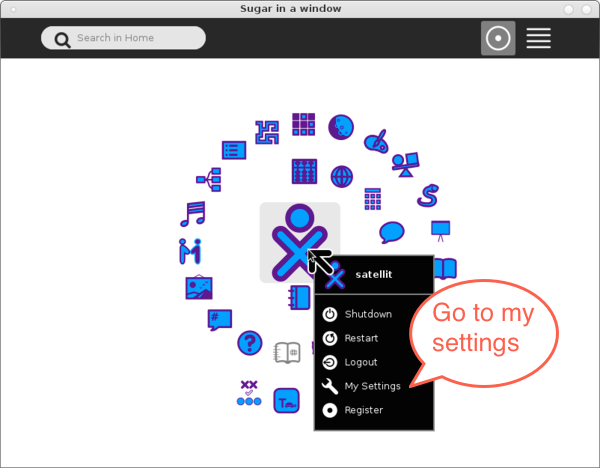 Sugar in a window
Search in Home
satellit
Shutdown
Restart
Logout
My Settings
Register
Go to my
settings
#
?
T